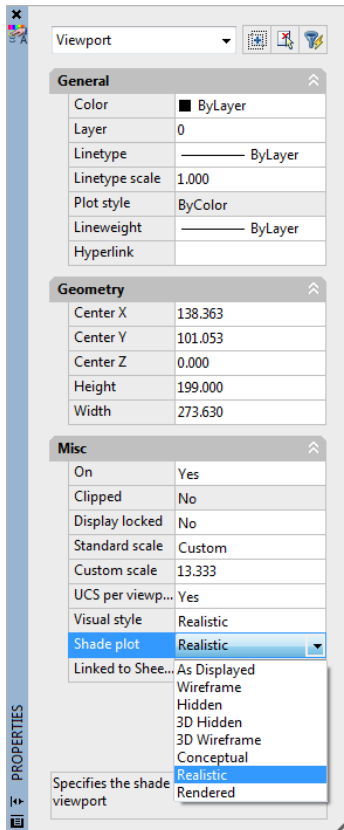 Viewport
General
Color ByLayer
Layer 0
Linetype ByLayer
Linetype scale 1.000
Plot style ByColor
Lineweight ByLayer
Hyperlink
Geometry
Center X 138.363
Center Y 101.053
Center Z 0.000
Height 199.000
Width 273.630
Misc
On Yes
Clipped No
Display locked No
Standard scale Custom
Custom scale 13.333
UCS per viewp... Yes
Visual style Realistic
Shade plot Realistic
Linked to Shee...
As Displayed
Wireframe
Hidden
3D Hidden
3D Wireframe
Conceptual
Realistic
Rendered
Specifies the shade
viewport
PROPERTIES